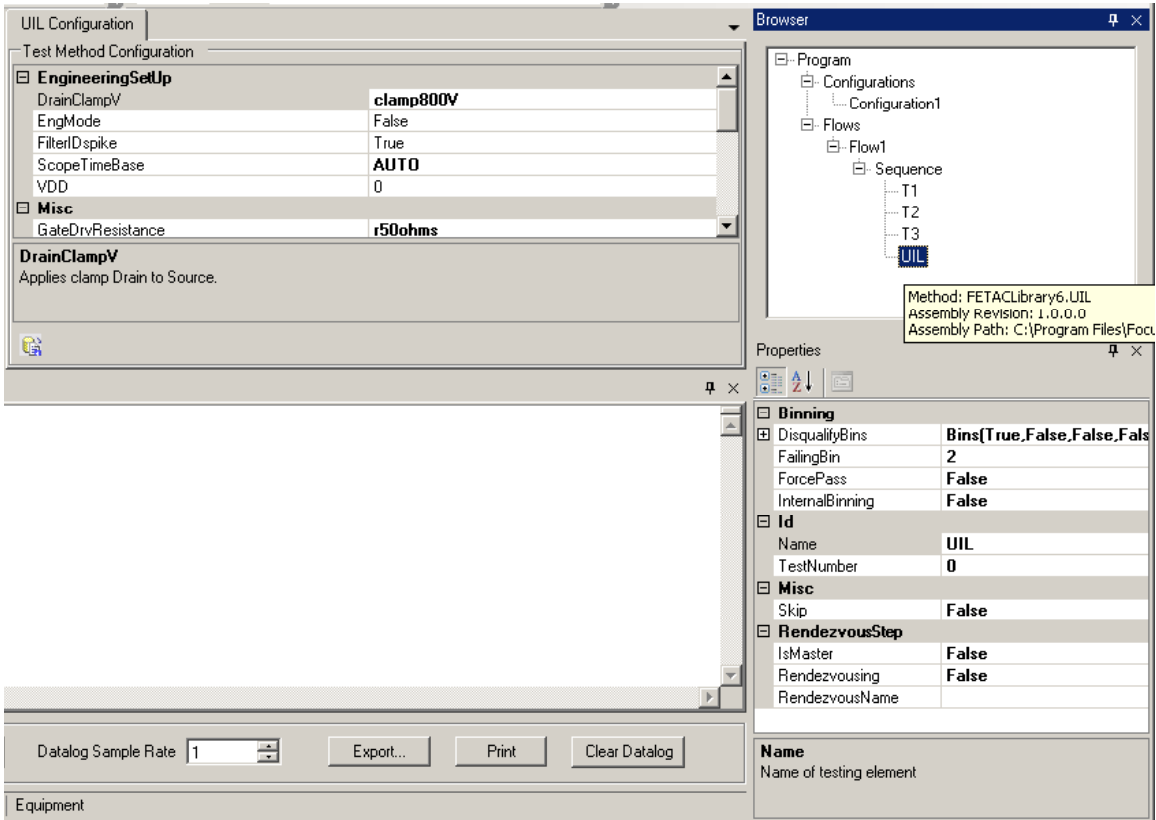 UIL Configuration
Test Method Configuration
EngineeringSetUp
DrainClampV clamp800V
EngMode False
FilterIDspike True
ScopeTimeBase AUTO
VDD 0
Misc
GateDrvResistance r50ohms
DrainClampV
Applies clamp Drain to Source.
Browser
Program
Configurations
Configuration1
Flows
Flow1
Sequence
T1
T2
T3
UIL
Method: FETACLibrary6.UIL
Assembly Revision: 1.0.0.0
Assembly Path: C:\Program Files\Focu
Properties
Binning
DisqualifyBins Bins(True,False,False,Fals
FailingBin 2
ForcePass False
InternalBinning False
Id
Name UIL
TestNumber 0
Misc
Skip False
RendezvousStep
IsMaster False
Rendezvousing False
RendezvousName
Name
Name of testing element
Datalog Sample Rate 1 Export... Print Clear Datalog
Equipment